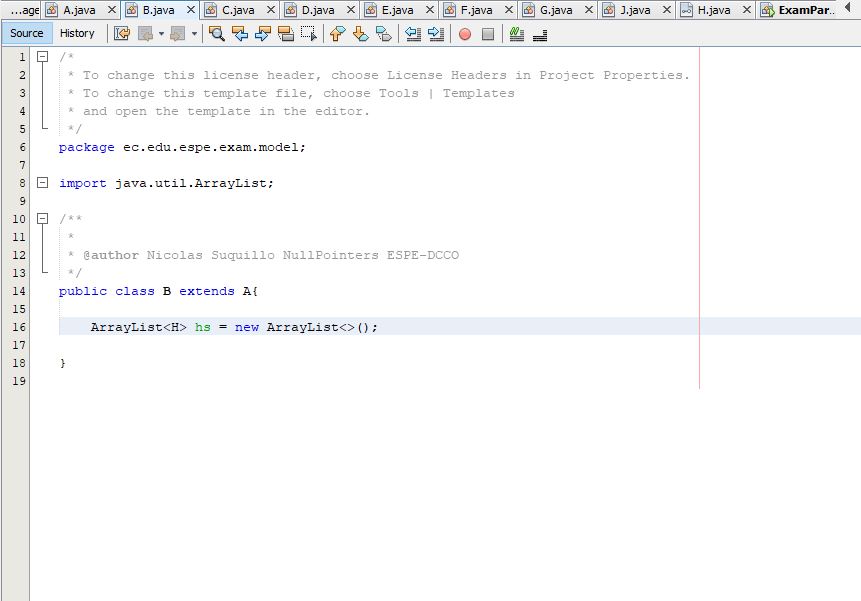 ...age
A.java
B.java
C.java
D.java
E.java
F.java
G.java
J.java
H.java
ExamPar..
Source
History
1 /*
2 * To change this license header, choose License Headers in Project Properties.
3 * To change this template file, choose Tools | Templates
4 * and open the template in the editor.
5 */
6 package ec.edu.espe.exam.model;
7
8 import java.util.ArrayList;
9
10 /**
11 *
12 * @author Nicolas Suquillo NullPointers ESPE-DCCO
13 */
14 public class B extends A{
15
16 ArrayList<H> hs = new ArrayList<>();
17
18 }
19